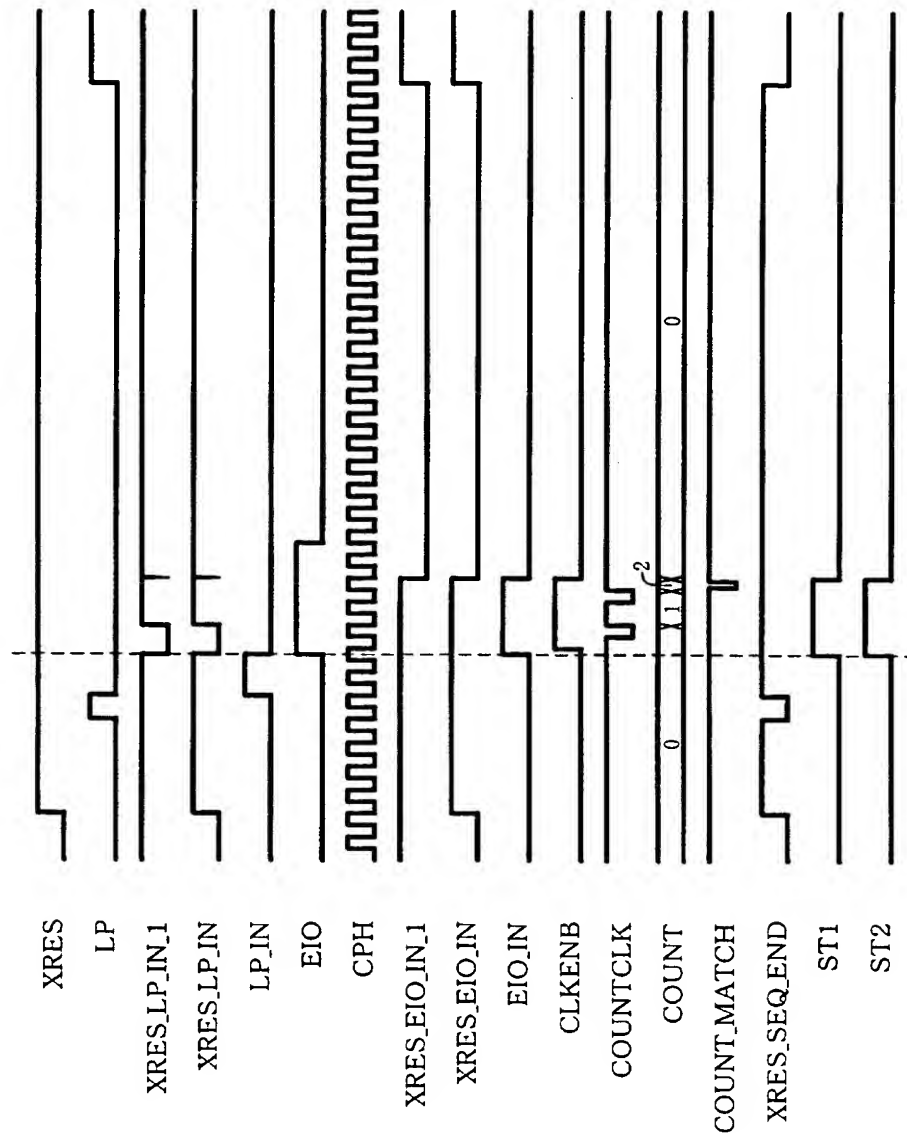 XRES
LP
XRES_LP_IN_1
XRES_LP_IN
LP_IN
EIO
CPH
XRES_EIO_IN_1
XRES_EIO_IN
EIO_IN
CLKENB
COUNTCLK
COUNT 0 1 2 0
COUNT_MATCH
XRES_SEQ_END
ST1
ST2